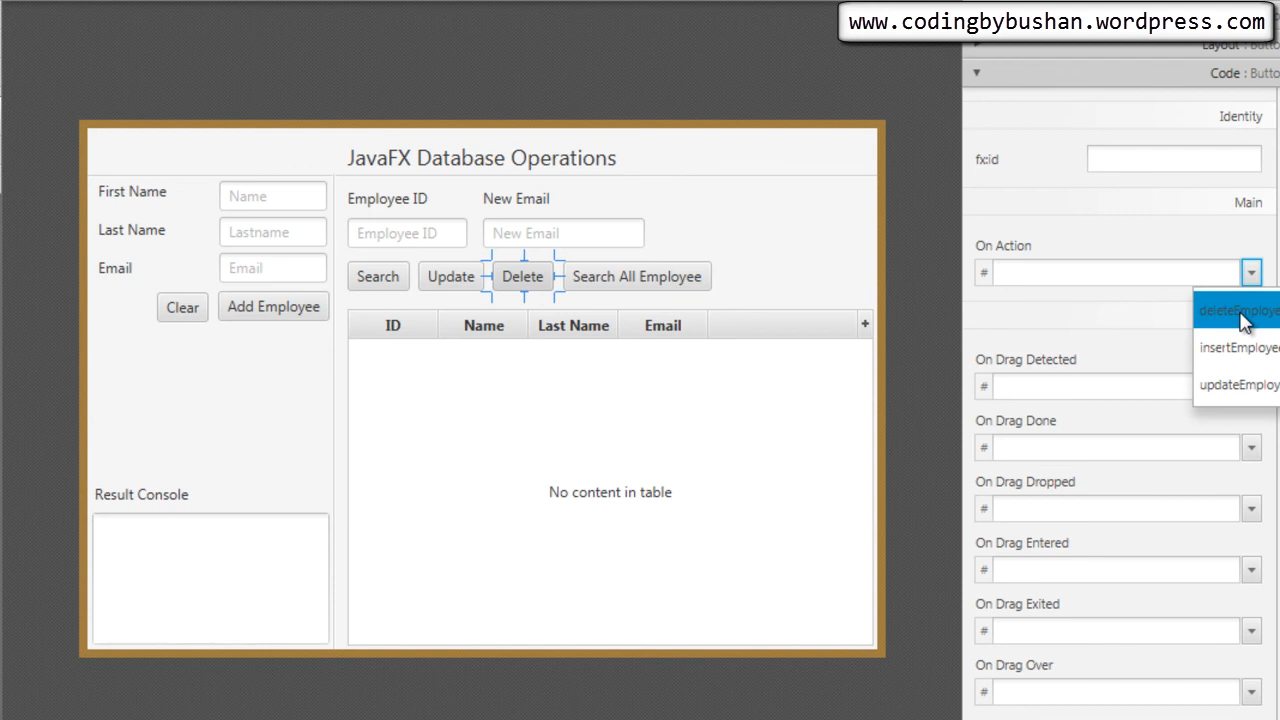 www.codingbybushan.wordpress.com
Code :
Identity
fx:id
Main
On Action
#
On Drag Detected
#
On Drag Done
#
On Drag Dropped
#
On Drag Entered
#
On Drag Exited
#
On Drag Over
#
JavaFX Database Operations
First Name
Name
Last Name
Lastname
Email
Email
Clear Add Employee
Result Console
Employee ID New Email
Employee ID New Email
Search Update Delete Search All Employee
ID Name Last Name Email +
No content in table